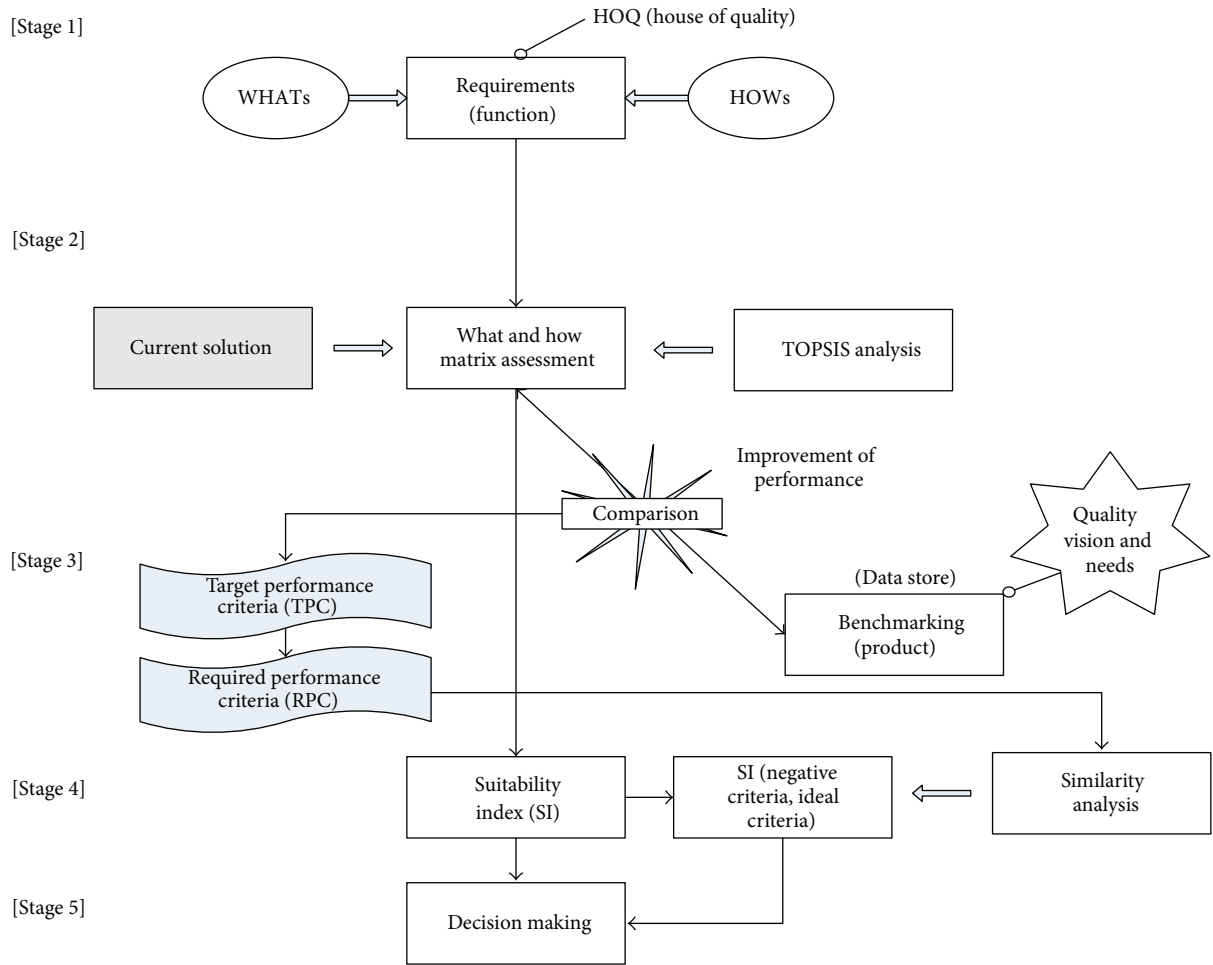 [Stage 1]
HOQ (house of quality)
WHATs
Requirements
(function)
HOWs
[Stage 2]
Current solution
What and how
matrix assessment
TOPSIS analysis
Improvement of
performance
Comparison
Quality
vision and
needs
[Stage 3]
Target performance
criteria (TPC)
(Data store)
Benchmarking
(product)
Required performance
criteria (RPC)
[Stage 4]
Suitability
index (SI)
SI (negative
criteria, ideal
criteria)
Similarity
analysis
[Stage 5]
Decision making